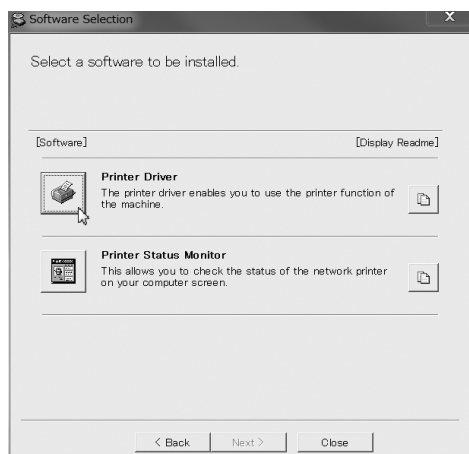 Software Selection
X
Select a software to be installed.
[Software]
[Display Readme]
Printer Driver
The printer driver enables you to use the printer function of
the machine.
Printer Status Monitor
This allows you to check the status of the network printer
on your computer screen.
< Back
Next >
Close